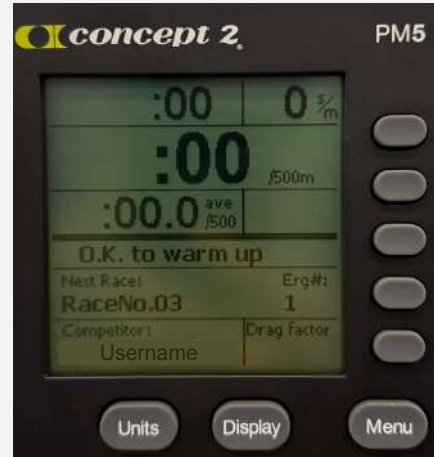 concept 2 PM5
:00 0 s/m
:00 /500m
:00.0 ave /500
O.K. to warm up
Next Race: Erg#:
RaceNo.03 1
Competitor: Drag Factor
Username
Units Display Menu